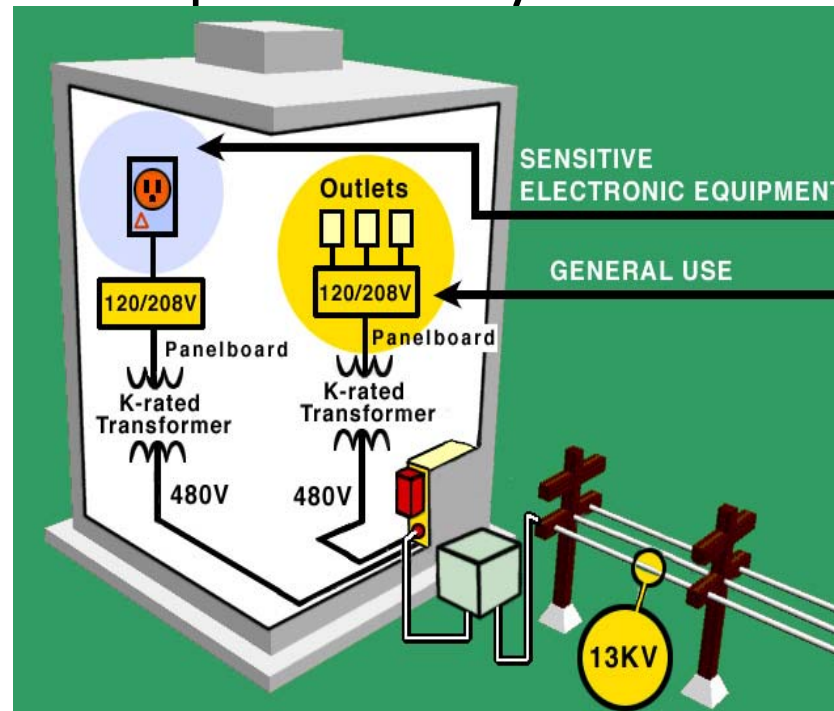 SENSITIVE
ELECTRONIC EQUIPMENT
Outlets
GENERAL USE
120/208V
120/208V
Panelboard
Panelboard
K-rated
Transformer
K-rated
Transformer
480V
480V
13KV